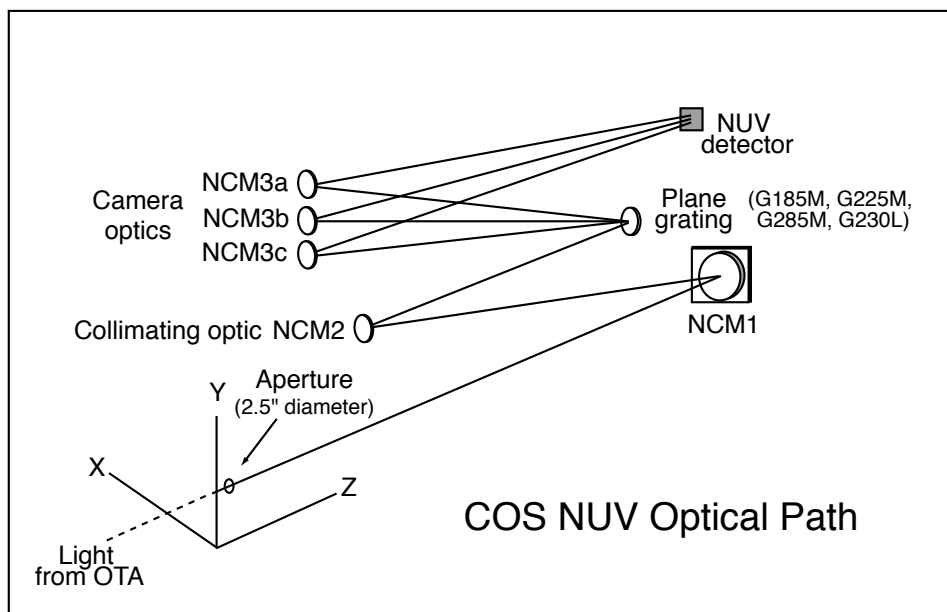 NUV
detector
NCM3a
Camera
optics
NCM3b
NCM3c
Plane
grating
(G185M, G225M,
G285M, G230L)
NCM1
Collimating optic NCM2
Aperture
(2.5" diameter)
Y
X
Z
Light
from OTA
COS NUV Optical Path